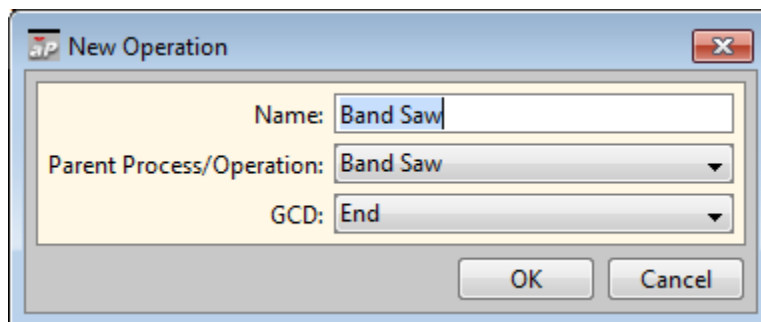 aP New Operation
Name: Band Saw
Parent Process/Operation: Band Saw
GCD: End
OK Cancel